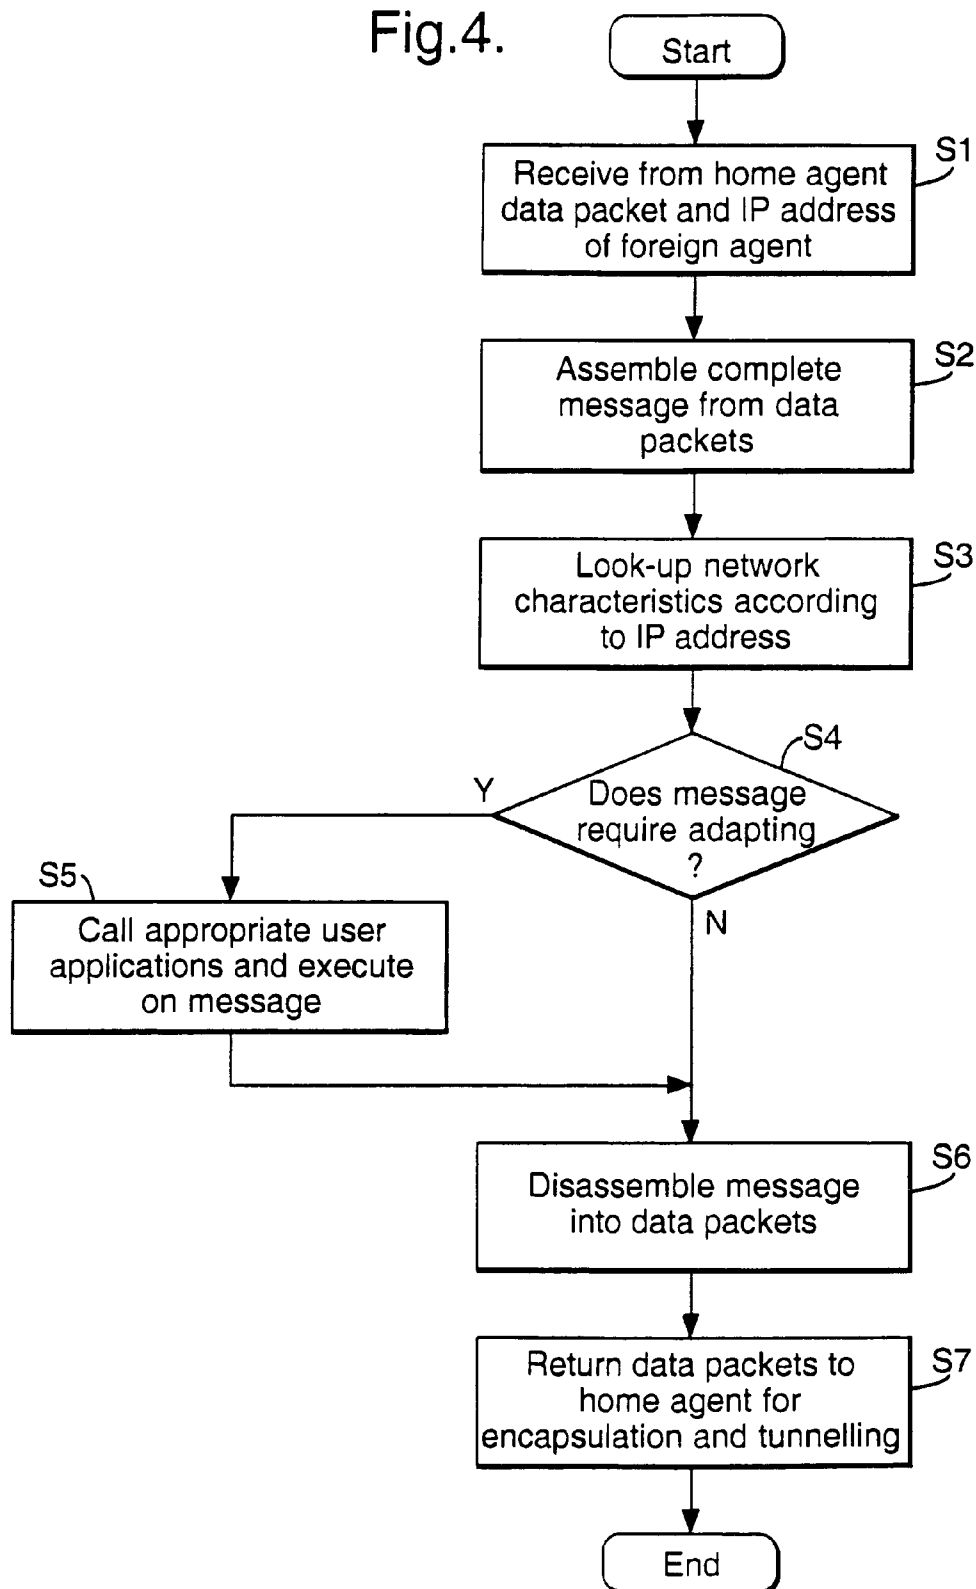 Fig.4.
Start
S1
Receive from home agent
data packet and IP address
of foreign agent
S2
Assemble complete
message from data
packets
S3
Look-up network
characteristics according
to IP address
S4
Does message
require adapting
?
Y
N
S5
Call appropriate user
applications and execute
on message
S6
Disassemble message
into data packets
S7
Return data packets to
home agent for
encapsulation and tunnelling
End